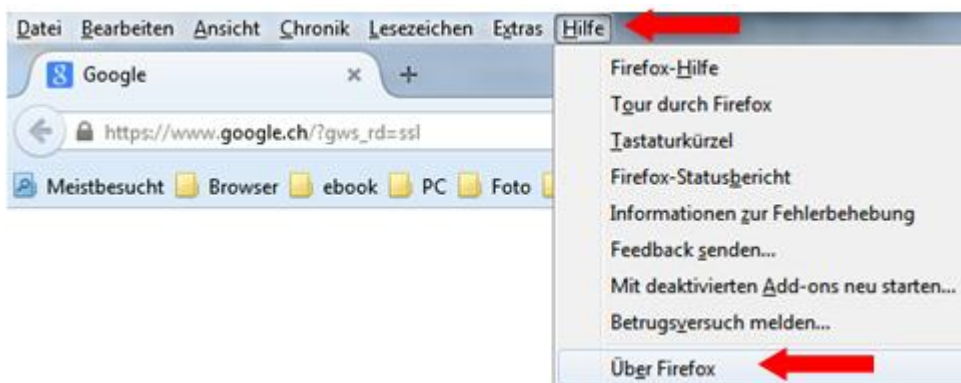 Datei Bearbeiten Ansicht Chronik Lesezeichen Extras Hilfe
Google
https://www.google.ch/?gws_rd=ssl
Meistbesucht Browser ebook PC Foto
Firefox-Hilfe
Tour durch Firefox
Tastaturkürzel
Firefox-Statusbericht
Informationen zur Fehlerbehebung
Feedback senden...
Mit deaktivierten Add-ons neu starten...
Betrugsversuch melden...
Über Firefox